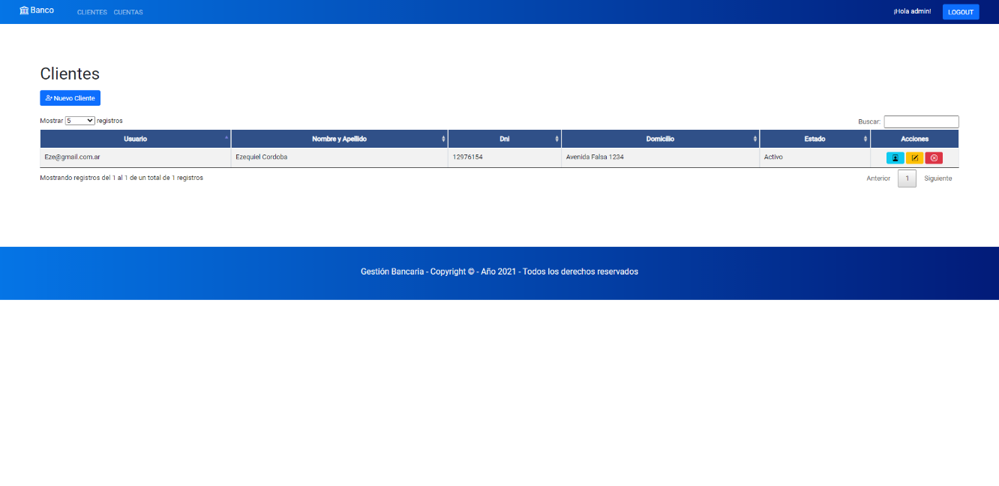 Banco CLIENTES CUENTAS ¡Hola admin! LOGOUT
Clientes
Nuevo Cliente
Mostrar 5 registros Buscar:
Usuario Nombre y Apellido Dni Domicilio Estado Acciones
Eze@gmail.com.ar Ezequiel Cordoba 12976154 Avenida Falsa 1234 Activo
Mostrando registros del 1 al 1 de un total de 1 registros Anterior 1 Siguiente
Gestión Bancaria - Copyright © - Año 2021 - Todos los derechos reservados